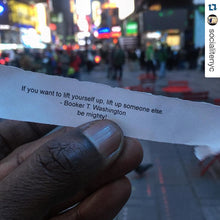 If you want to lift yourself up, lift up someone else.
- Booker T. Washington
be mighty!
socialitenyc